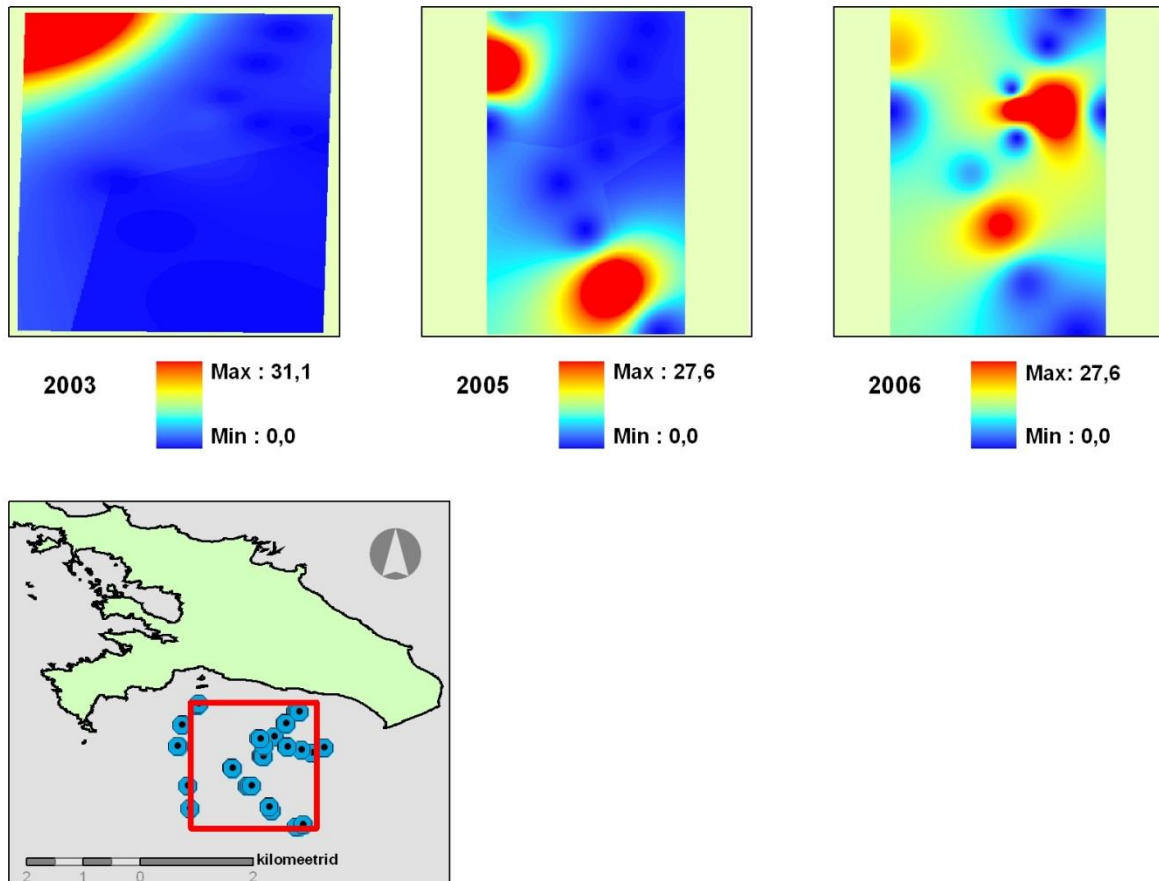 2003
Max : 31,1
Min : 0,0
2005
Max : 27,6
Min : 0,0
2006
Max: 27,6
Min : 0,0
kilomeetrid
2 1 0 2